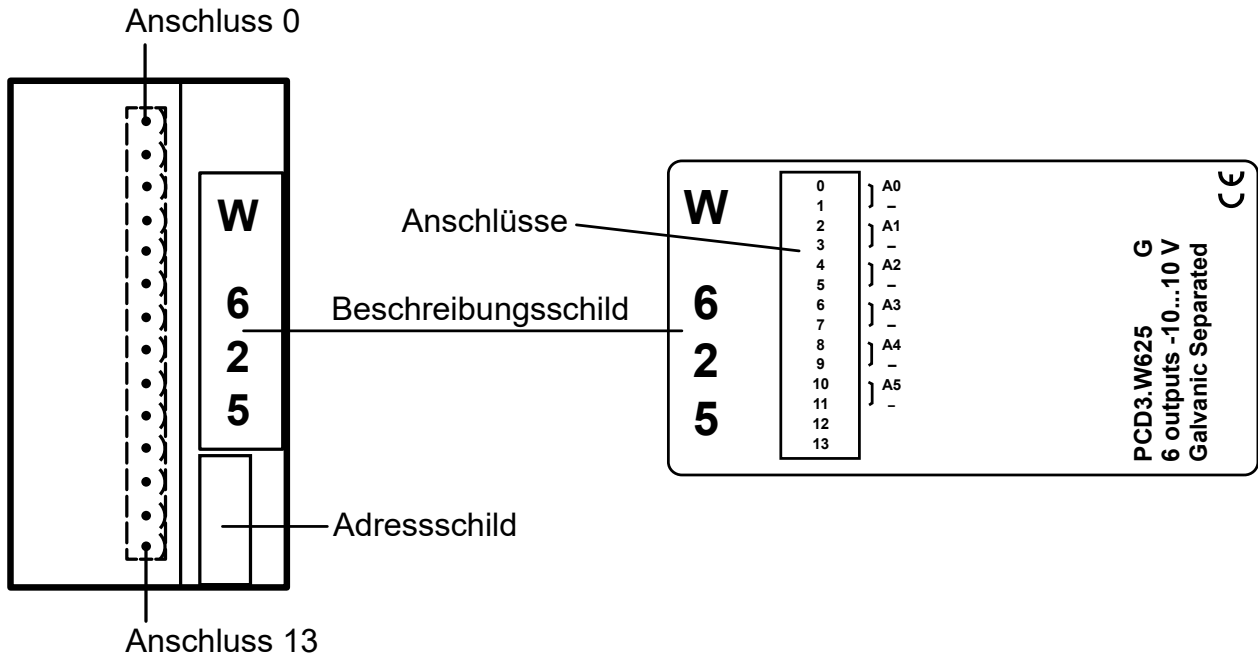 Anschluss 0
W
6
2
5
Anschlüsse
Beschreibungsschild
Adressschild
Anschluss 13
W
6
2
5
0 A0
1 –
2 A1
3 –
4 A2
5 –
6 A3
7 –
8 A4
9 –
10 A5
11 –
12
13
PCD3.W625 G
6 outputs -10...10 V
Galvanic Separated
CE